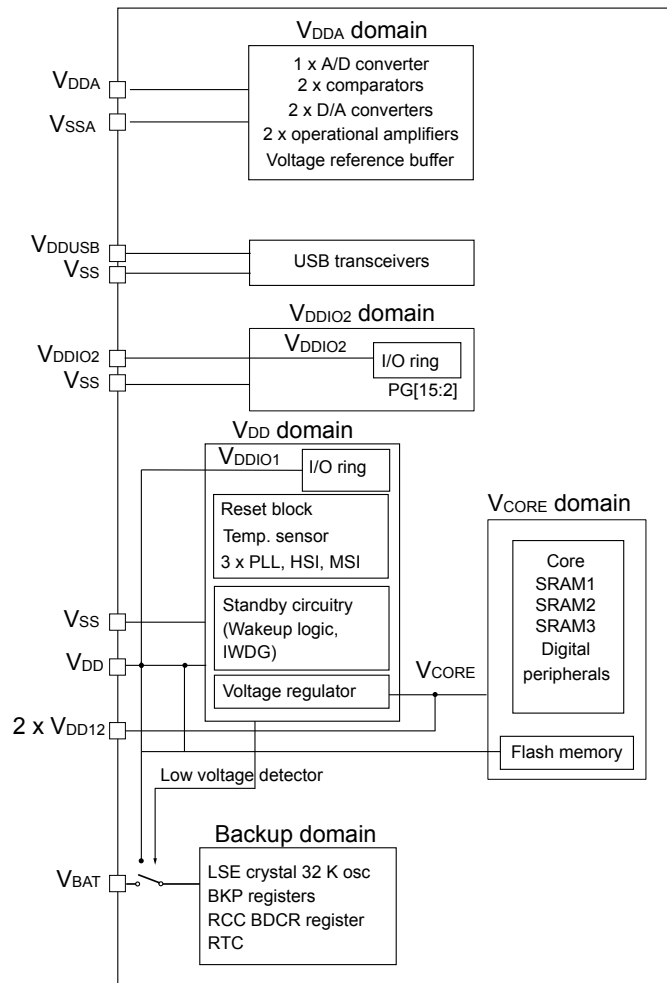 VDDA domain
1 x A/D converter
2 x comparators
2 x D/A converters
2 x operational amplifiers
Voltage reference buffer
VDDA
VSSA
VDDUSB
VSS
USB transceivers
VDDIO2 domain
VDDIO2
VSS
VDDIO2
I/O ring
PG[15:2]
VDD domain
VDDIO1
I/O ring
Reset block
Temp. sensor
3 x PLL, HSI, MSI
Standby circuitry
(Wakeup logic,
IWDG)
Voltage regulator
VSS
VDD
2 x VDD12
VCORE
VCORE domain
Core
SRAM1
SRAM2
SRAM3
Digital
peripherals
Flash memory
Low voltage detector
Backup domain
VBAT
LSE crystal 32 K osc
BKP registers
RCC BDCR register
RTC